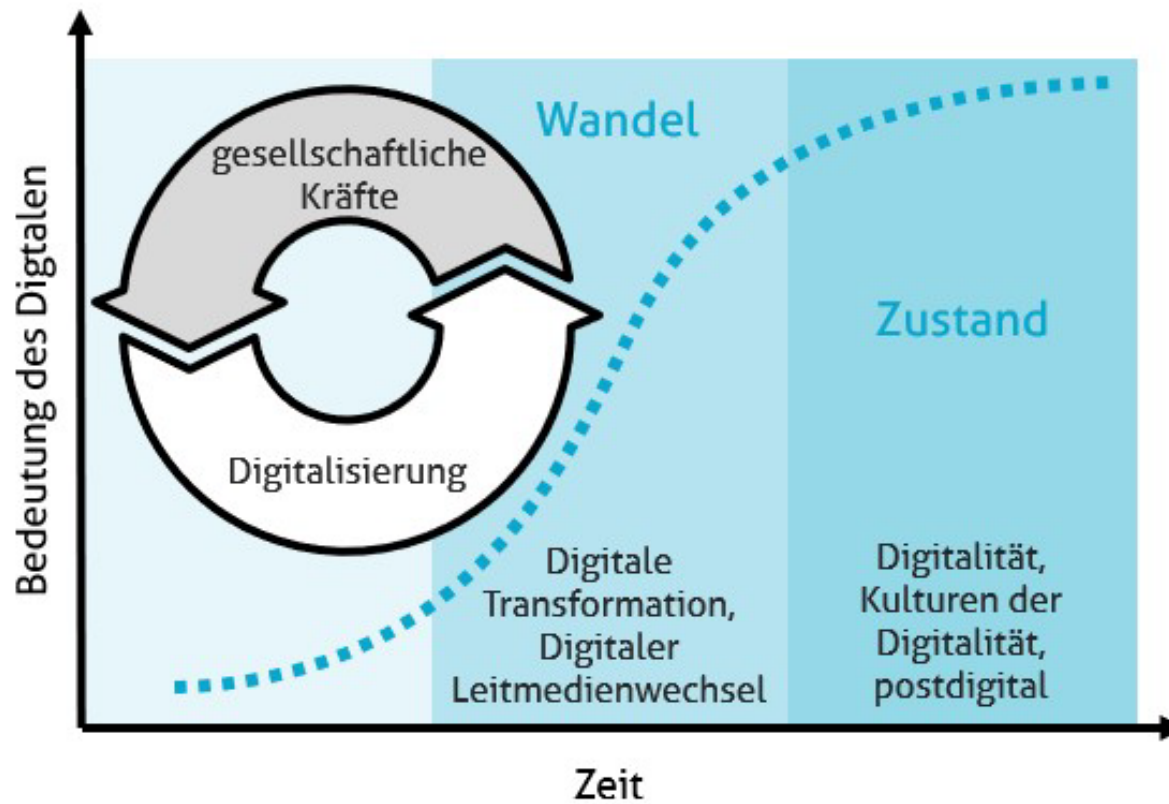 Bedeutung des Digtalen
gesellschaftliche
Kräfte
Digitalisierung
Wandel
Digitale
Transformation,
Digitaler
Leitmedienwechsel
Zustand
Digitalität,
Kulturen der
Digitalität,
postdigital
Zeit